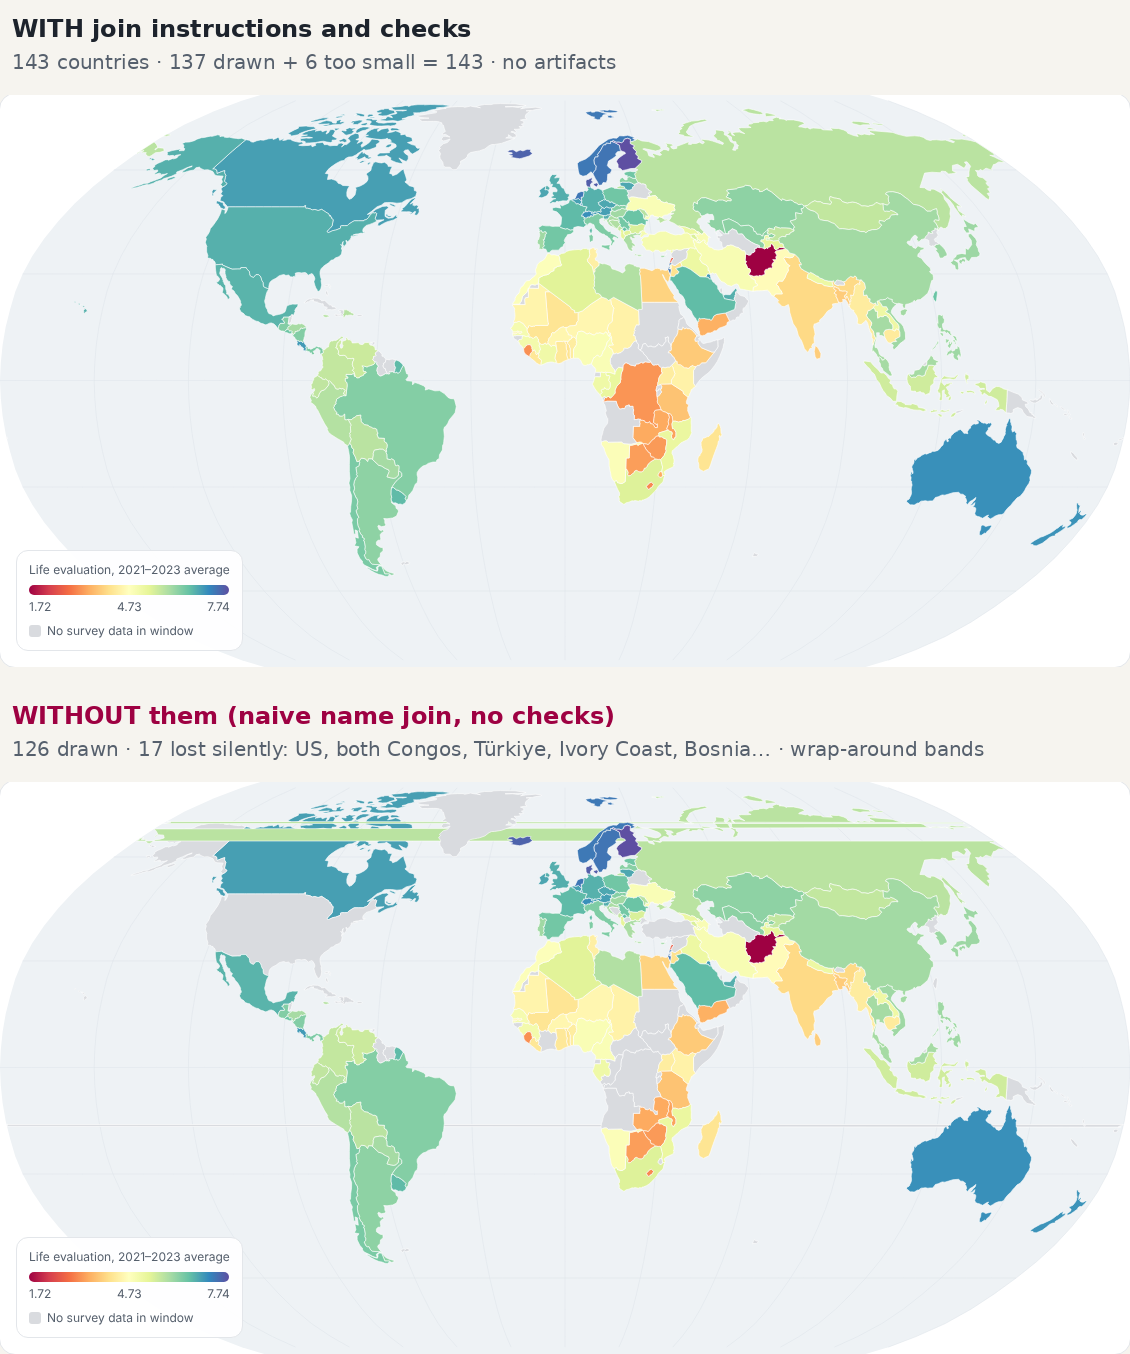 WITH join instructions and checks
143 countries · 137 drawn + 6 too small = 143 · no artifacts
Life evaluation, 2021–2023 average
1.72 4.73 7.74
No survey data in window
WITHOUT them (naive name join, no checks)
126 drawn · 17 lost silently: US, both Congos, Türkiye, Ivory Coast, Bosnia… · wrap-around bands
Life evaluation, 2021–2023 average
1.72 4.73 7.74
No survey data in window